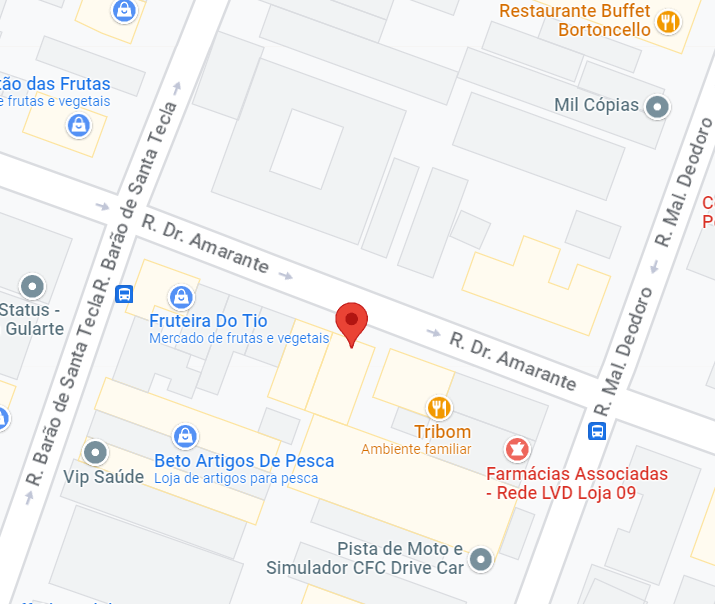 Restaurante Buffet
Bortoncello
ão das Frutas
frutas e vegetais
Mil Cópias
R. Barão de Santa Tecla
R. Mal. Deodoro
R. Dr. Amarante
Status -
Gularte
R. Barão de Santa Tecla
Fruteira Do Tio
Mercado de frutas e vegetais
R. Dr. Amarante
R. Mal. Deodoro
Tribom
Ambiente familiar
Beto Artigos De Pesca
Loja de artigos para pesca
Vip Saúde
Farmácias Associadas
- Rede LVD Loja 09
Pista de Moto e
Simulador CFC Drive Car